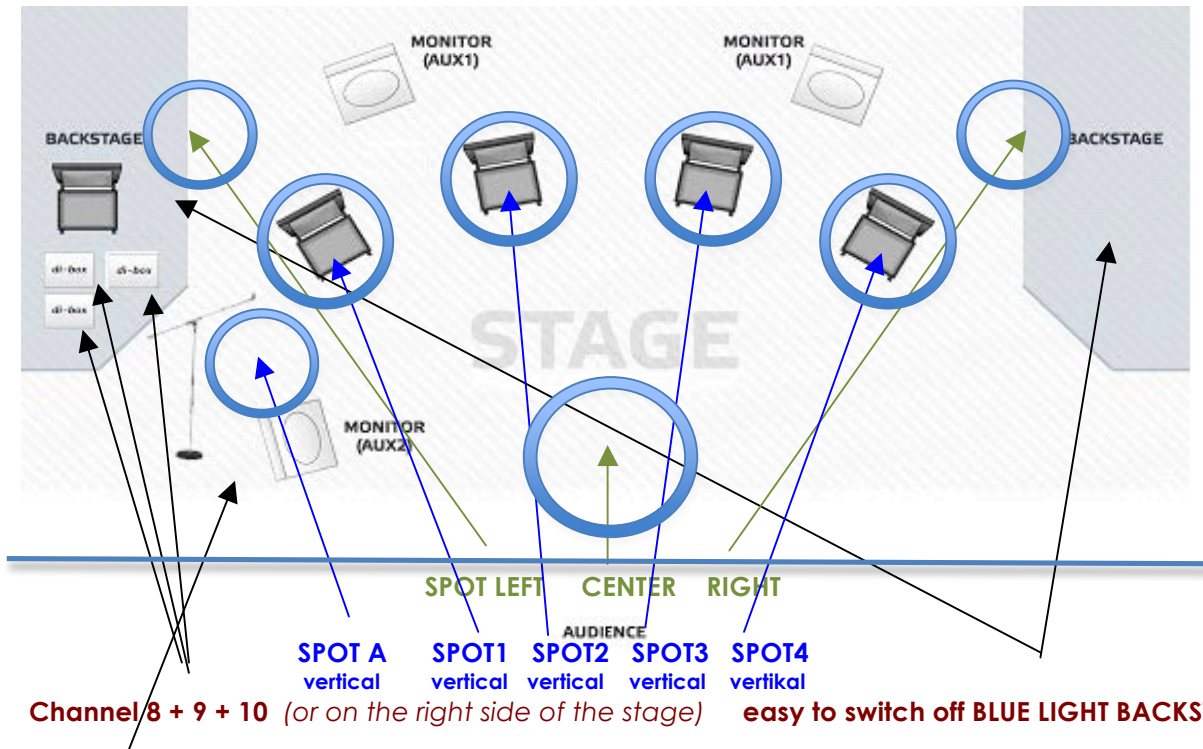 MONITOR
(AUX1)
MONITOR
(AUX1)
BACKSTAGE
BACKSTAGE
di-box
di-box
di-box
STAGE
MONITOR
(AUX2)
SPOT LEFT CENTER RIGHT
AUDIENCE
SPOT A SPOT1 SPOT2 SPOT3 SPOT4
vertical vertical vertical vertical vertikal
Channel 8 + 9 + 10 (or on the right side of the stage) easy to switch off BLUE LIGHT BACKS